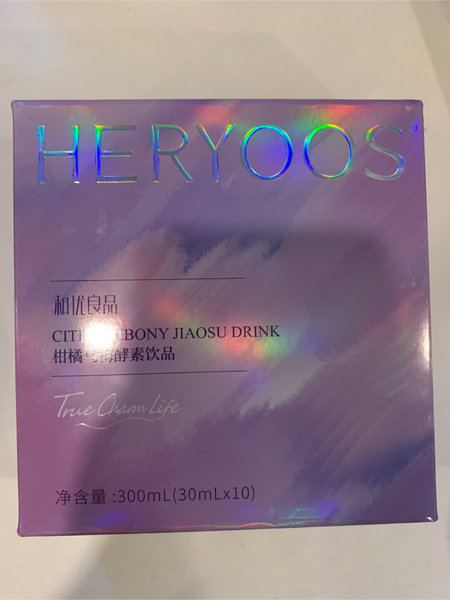 HERYOOS
和优良品
JIAOSU DRINK
柑橘 酵素饮品
True Charm Life
净含量:300mL(30mLx10)